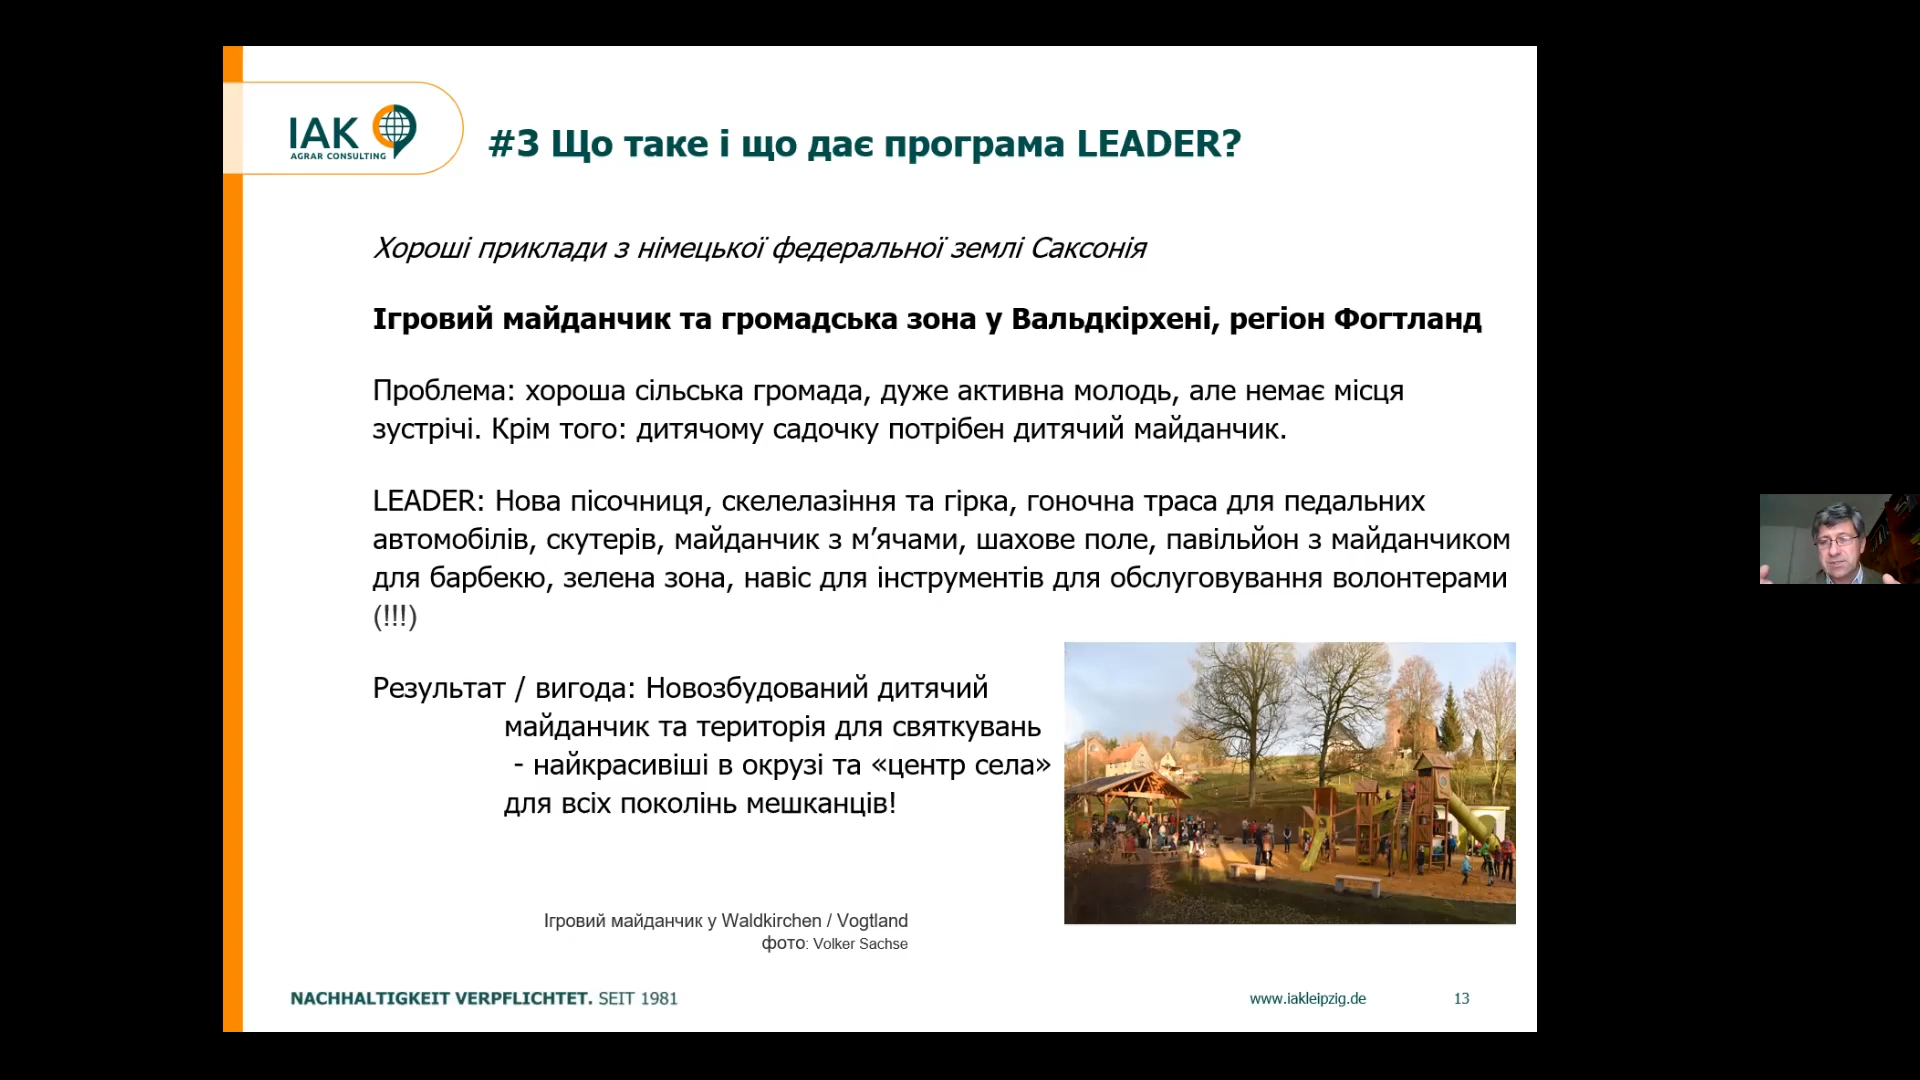 IAK
AGRAR CONSULTING
#3 Що таке і що дає програма LEADER?
Хороші приклади з німецької федеральної землі Саксонія
Ігровий майданчик та громадська зона у Вальдкірхені, регіон Фогтланд
Проблема: хороша сільська громада, дуже активна молодь, але немає місця
зустрічі. Крім того: дитячому садочку потрібен дитячий майданчик.
LEADER: Нова пісочниця, скелелазіння та гірка, гоночна траса для педальних
автомобілів, скутерів, майданчик з м’ячами, шахове поле, павільйон з майданчиком
для барбекю, зелена зона, навіс для інструментів для обслуговування волонтерами
(!!!)
Результат / вигода: Новозбудований дитячий
майданчик та територія для святкувань
- найкрасивіші в окрузі та «центр села»
для всіх поколінь мешканців!
Ігровий майданчик у Waldkirchen / Vogtland
фото: Volker Sachse
NACHHALTIGKEIT VERPFLICHTET. SEIT 1981
www.iakleipzig.de
13